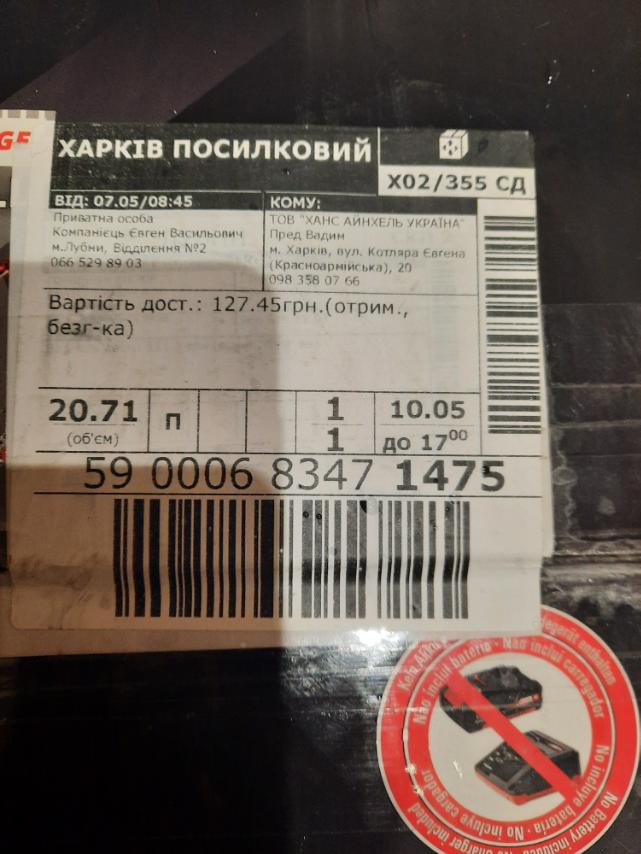 GE
ХАРКІВ ПОСИЛКОВИЙ
Х02/355 СД
ВІД: 07.05/08:45
Приватна особа
Компанієць Євген Васильович
м.Лубни, Відділення №2
066 529 89 03
КОМУ:
ТОВ "ХАНС АЙНХЕЛЬ УКРАЇНА"
Пред Вадим
м. Харків, вул. Котляра Євгена
(Красноармійська), 20
098 358 07 66
Вартість дост.: 127.45грн.(отрим.,
безг-ка)
20.71
(об'єм)
П
1
1
10.05
до 17⁰⁰
59 0006 8347 1475
Não inclui bateria · Não inclui carregador
No incluye bateria · No incluye cargador
No Battery included
charger included